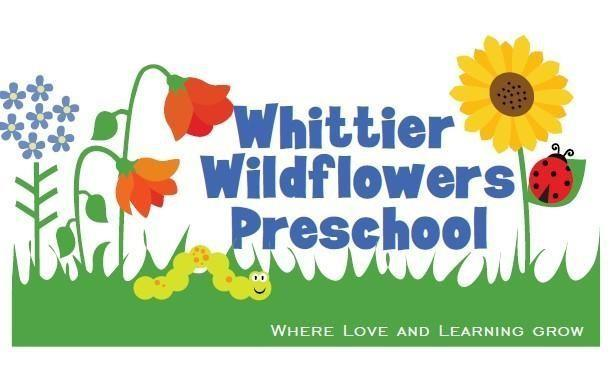 Whittier
Wildflowers
Preschool
Where Love and Learning grow